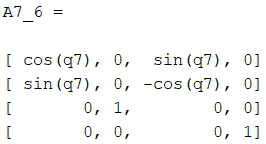 A7_6 =
[ cos(q7), 0, sin(q7), 0]
[ sin(q7), 0, -cos(q7), 0]
[ 0, 1, 0, 0]
[ 0, 0, 0, 1]